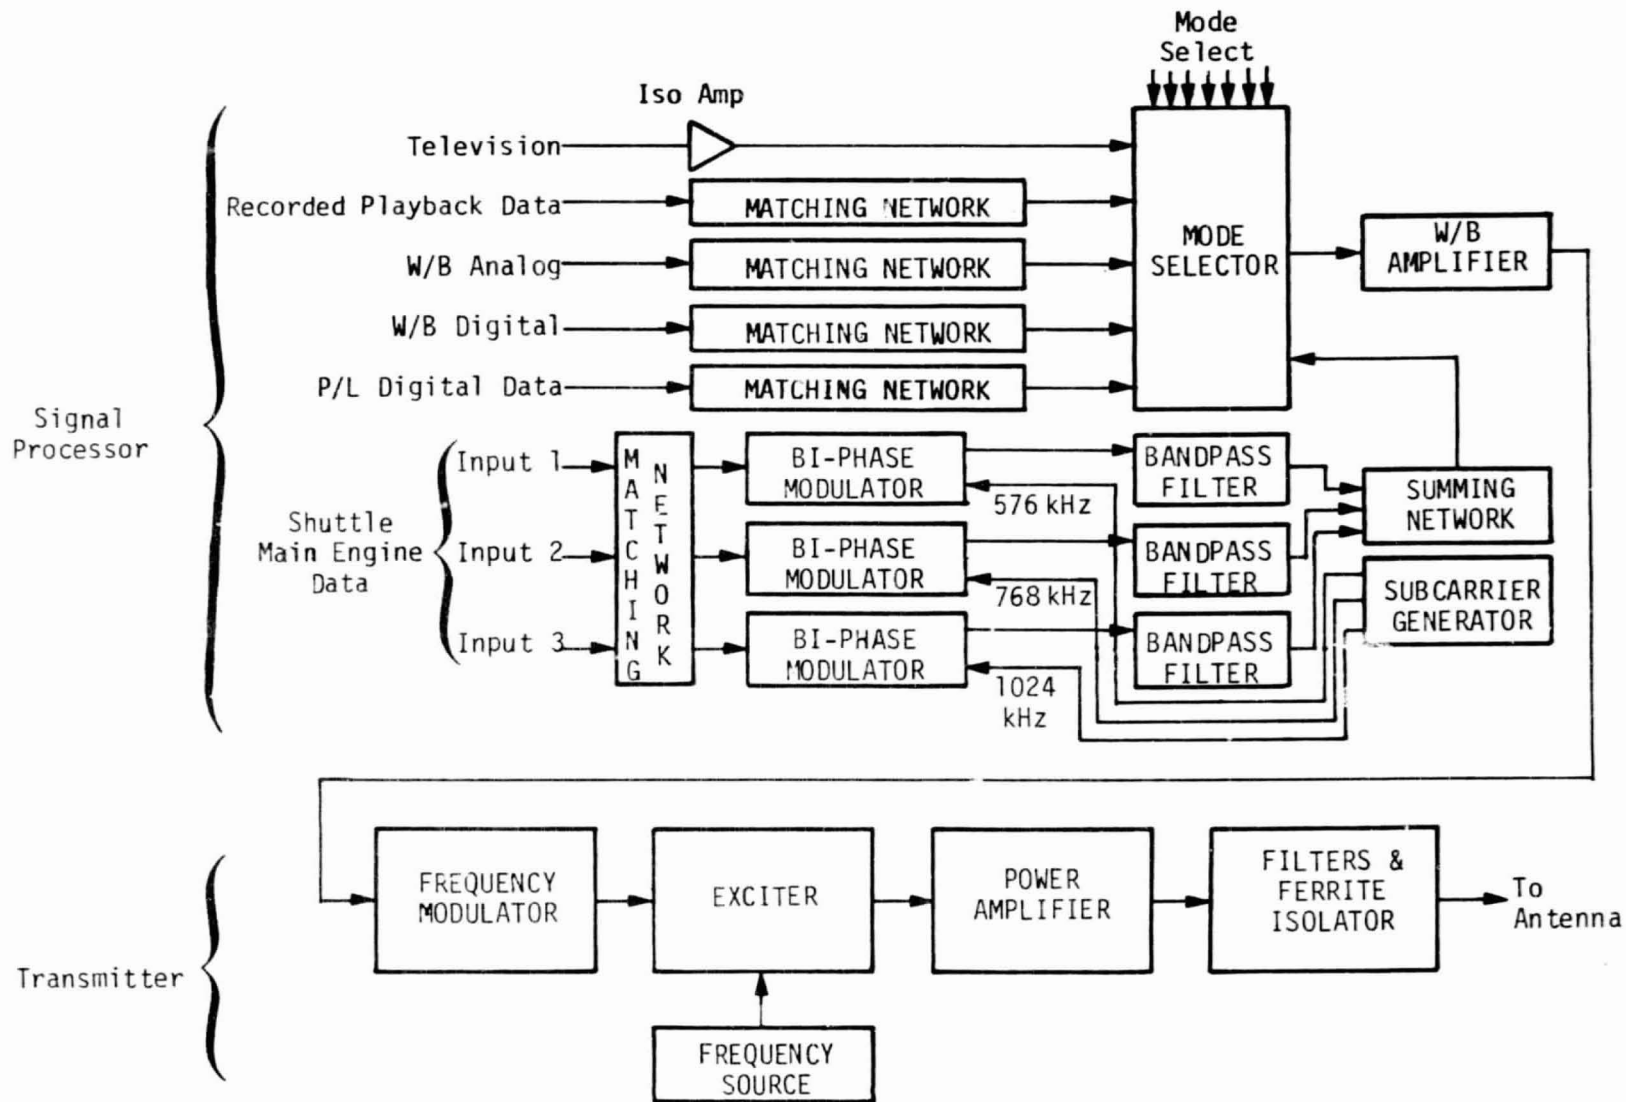 Mode
Select
Iso Amp
Television
Recorded Playback Data
MATCHING NETWORK
W/B Analog
MATCHING NETWORK
W/B Digital
MATCHING NETWORK
P/L Digital Data
MATCHING NETWORK
MODE
SELECTOR
W/B
AMPLIFIER
Signal
Processor
Shuttle
Main Engine
Data
Input 1
Input 2
Input 3
MATCHING
NETWORK
BI-PHASE
MODULATOR
576 kHz
BANDPASS
FILTER
BI-PHASE
MODULATOR
768 kHz
BANDPASS
FILTER
BI-PHASE
MODULATOR
1024
kHz
BANDPASS
FILTER
SUMMING
NETWORK
SUBCARRIER
GENERATOR
Transmitter
FREQUENCY
MODULATOR
EXCITER
POWER
AMPLIFIER
FILTERS &
FERRITE
ISOLATOR
To
Antenna
FREQUENCY
SOURCE